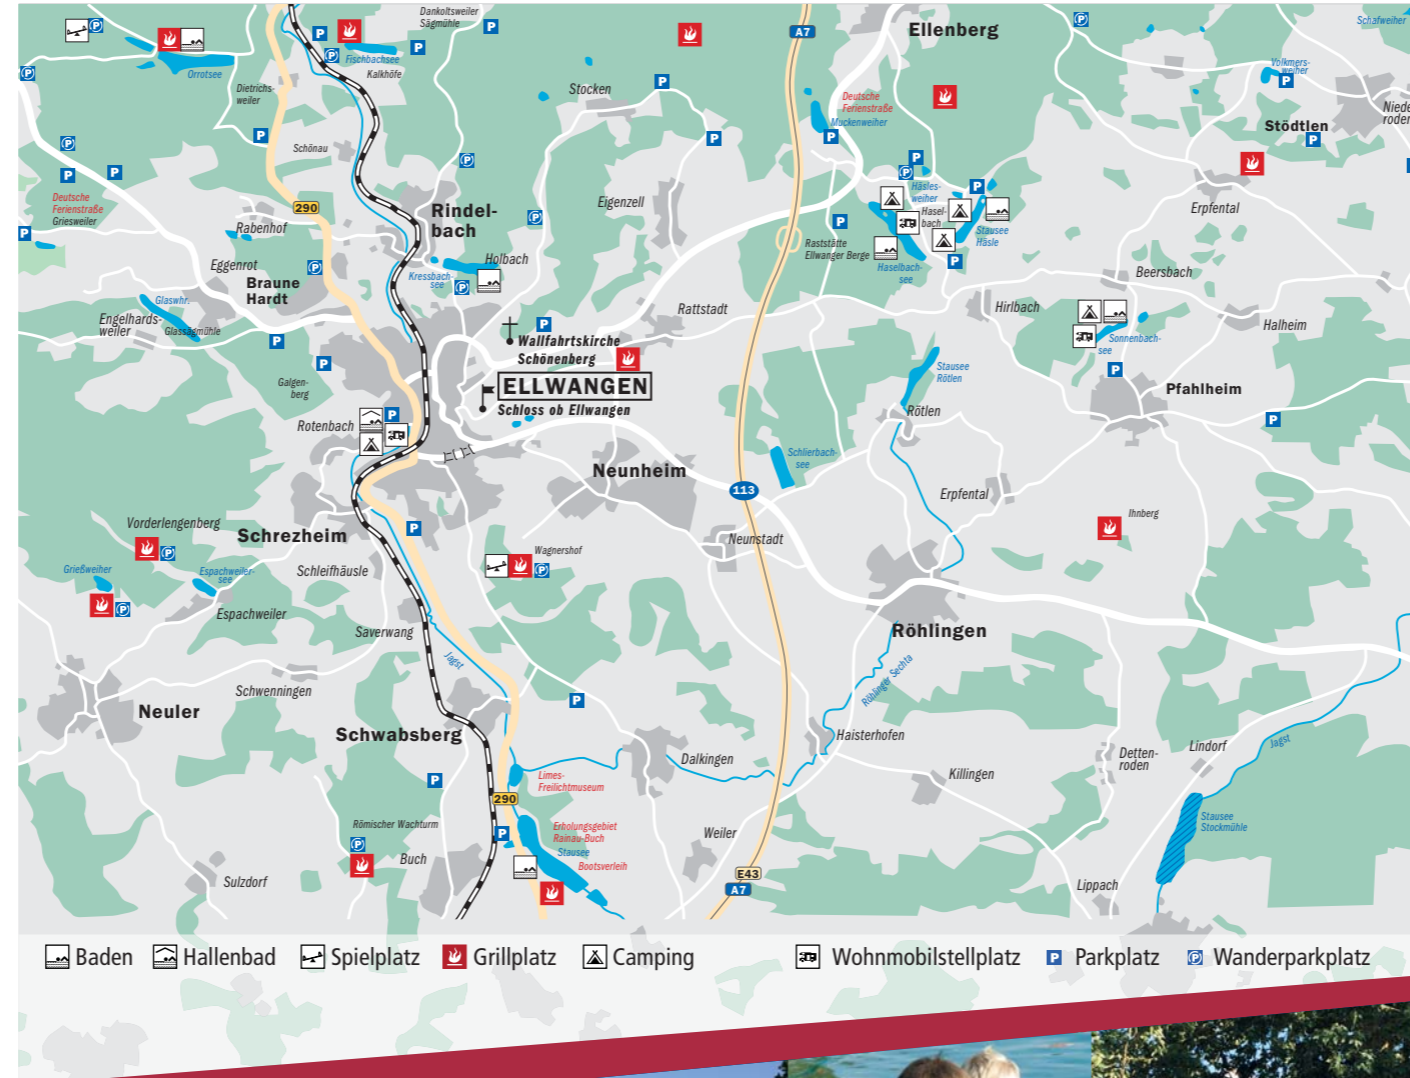 Dankoltsweiler
Sägmühle
Ellenberg
A7
Schafweiher
Orrotsee
Fischbachsee
Kalkhöfe
Dietrichs-
weiler
Stocken
Volkmers-
weiher
Deutsche
Ferienstraße
Muckenweiher
Stödtlen
Schönau
Deutsche
Ferienstraße
Griesweiler
290
Rabenhof
Rindel-
bach
Eigenzell
Häsles-
weiher
Hasel-
bach
Stausee
Häsle
Erpfental
Raststätte
Ellwanger Berge
Haselbach-
see
Eggenrot
Braune
Hardt
Kressbach-
see
Holbach
Beersbach
Glaswhr.
Glassägmühle
Engelhards-
weiler
Rattstadt
Hirlbach
Sonnenbach-
see
Halheim
Wallfahrtskirche
Schönenberg
Galgen-
berg
ELLWANGEN
Schloss ob Ellwangen
Stausee
Rötlen
Rötlen
Pfahlheim
Rotenbach
Schlierbach-
see
Neunheim
113
Erpfental
Ihnberg
Vorderlengenberg
Schrezheim
Neunstadt
Wagnershof
Grießweiher
Espachweiler-
see
Schleifhäusle
Espachweiler
Saverwang
Jagst
Röhlingen
Röhlinger Sechta
Schwenningen
Neuler
Schwabsberg
Haisterhofen
Dalkingen
Detten-
roden
Lindorf
Jagst
Killingen
Limes-
Freilichtmuseum
290
Römischer Wachturm
Erholungsgebiet
Rainau-Buch
Stausee
Bootsverleih
Weiler
Stausee
Stockmühle
Buch
Sulzdorf
E43
A7
Lippach
Baden Hallenbad Spielplatz Grillplatz Camping Wohnmobilstellplatz P Parkplatz P Wanderparkplatz